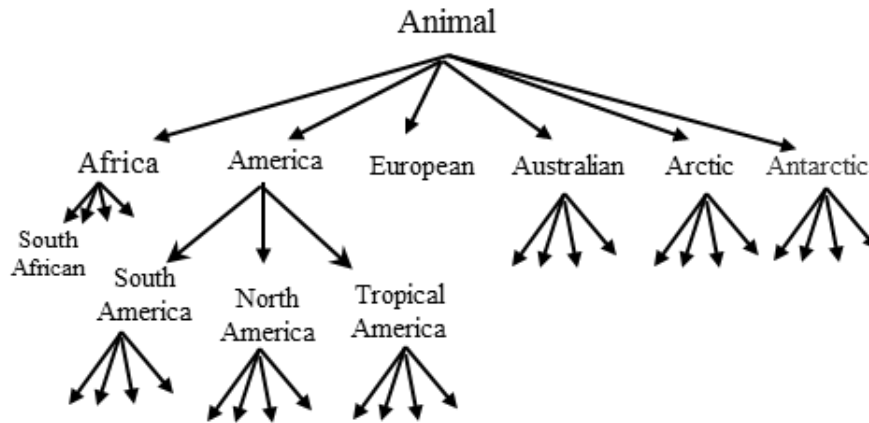 Animal
Africa
America
European
Australian
Arctic
Antarctic
South
African
South
America
North
America
Tropical
America